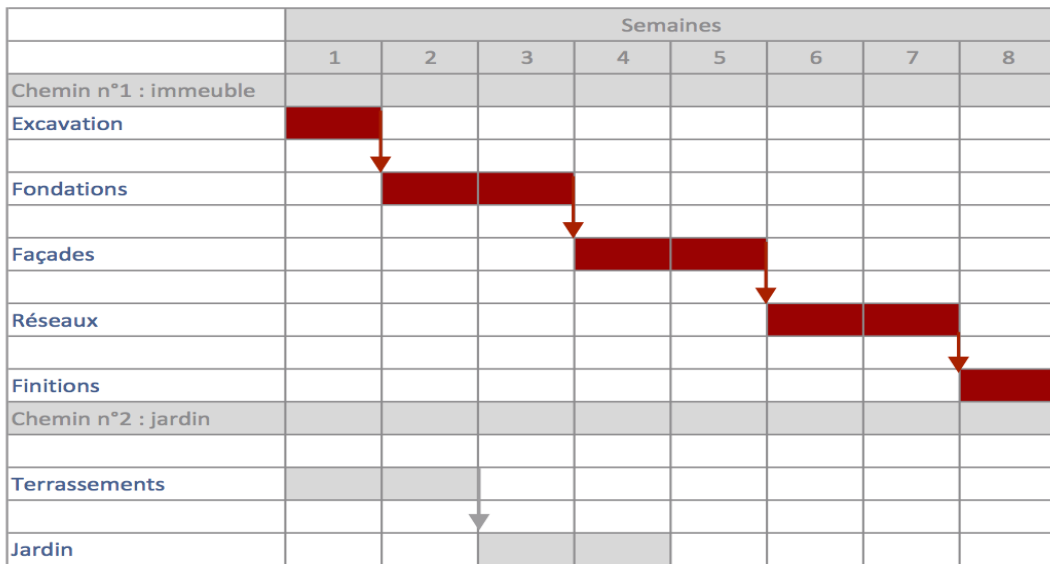 Semaines
1 2 3 4 5 6 7 8
Chemin n°1 : immeuble
Excavation
Fondations
Façades
Réseaux
Finitions
Chemin n°2 : jardin
Terrassements
Jardin